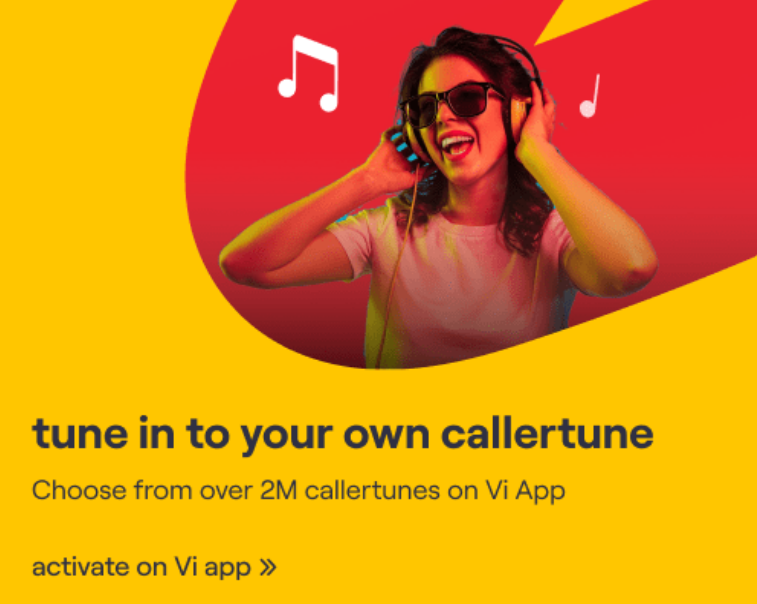 tune in to your own callertune
Choose from over 2M callertunes on Vi App
activate on Vi app »